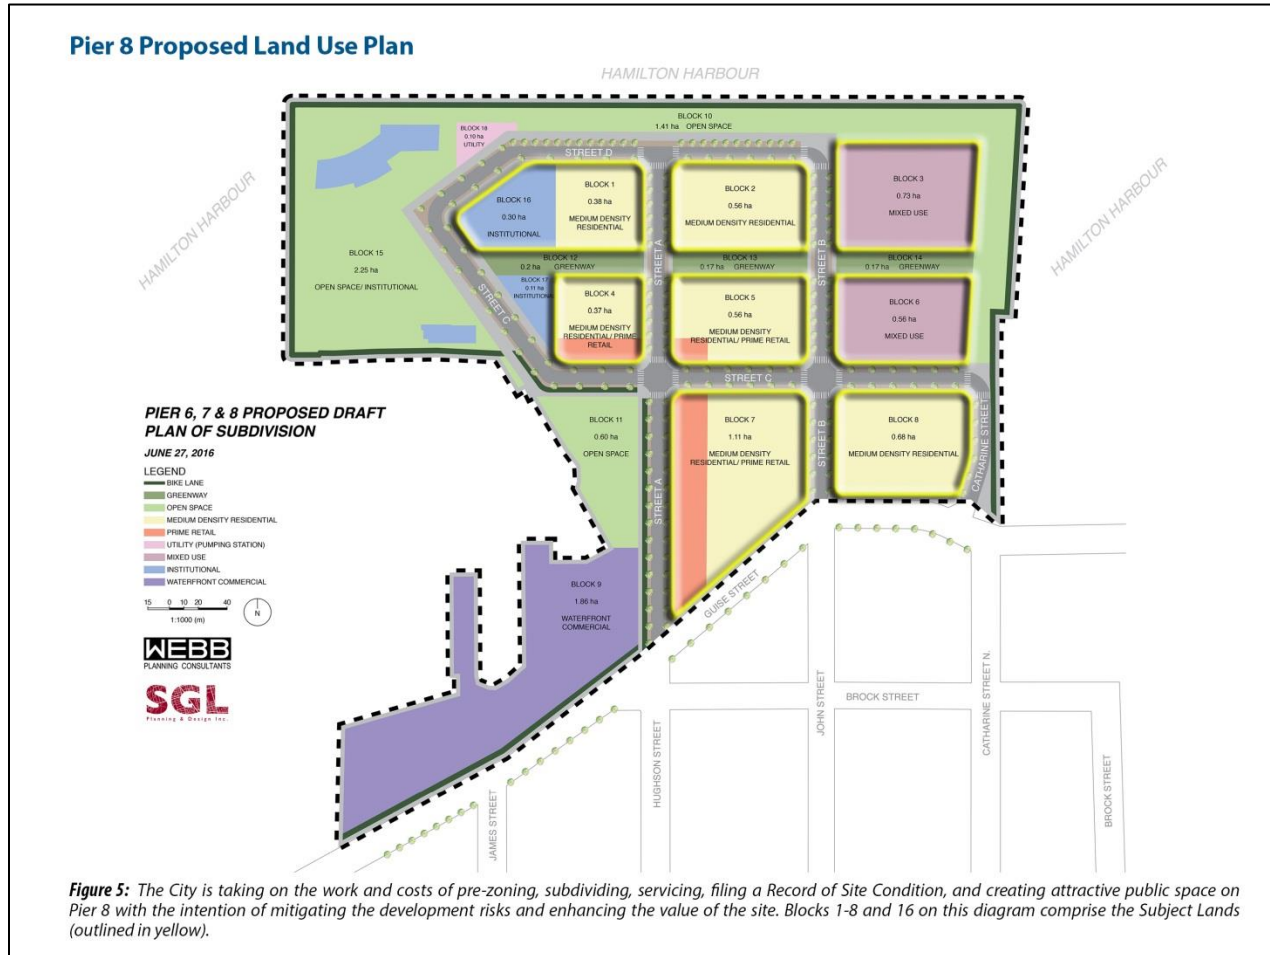 Pier 8 Proposed Land Use Plan
HAMILTON HARBOUR
HAMILTON HARBOUR
HAMILTON HARBOUR
BLOCK 10
1.41 ha OPEN SPACE
BLOCK 18
0.10 ha
UTILITY
STREET D
BLOCK 1
0.38 ha
MEDIUM DENSITY
RESIDENTIAL
BLOCK 2
0.56 ha
MEDIUM DENSITY RESIDENTIAL
BLOCK 3
0.73 ha
MIXED USE
BLOCK 16
0.30 ha
INSTITUTIONAL
STREET A
STREET B
BLOCK 15
2.25 ha
OPEN SPACE/ INSTITUTIONAL
BLOCK 12
0.2 ha GREENWAY
BLOCK 13
0.17 ha GREENWAY
BLOCK 14
0.17 ha GREENWAY
BLOCK 17
0.11 ha
INSTITUTIONAL
STREET C
BLOCK 4
0.37 ha
MEDIUM DENSITY
RESIDENTIAL/ PRIME
RETAIL
BLOCK 5
0.56 ha
MEDIUM DENSITY
RESIDENTIAL/ PRIME RETAIL
BLOCK 6
0.56 ha
MIXED USE
STREET C
BLOCK 11
0.60 ha
OPEN SPACE
BLOCK 7
1.11 ha
MEDIUM DENSITY
RESIDENTIAL/ PRIME RETAIL
BLOCK 8
0.68 ha
MEDIUM DENSITY RESIDENTIAL
STREET A
STREET B
CATHARINE STREET
PIER 6, 7 & 8 PROPOSED DRAFT
PLAN OF SUBDIVISION
JUNE 27, 2016
LEGEND
BIKE LANE
GREENWAY
OPEN SPACE
MEDIUM DENSITY RESIDENTIAL
PRIME RETAIL
UTILITY (PUMPING STATION)
MIXED USE
INSTITUTIONAL
WATERFRONT COMMERCIAL
15 0 10 20 40
1:1000 (m)
N
WEBB
PLANNING CONSULTANTS
SGL
Planning & Design Inc.
BLOCK 9
1.86 ha
WATERFRONT
COMMERCIAL
GUISE STREET
BROCK STREET
JOHN STREET
CATHARINE STREET N.
HUGHSON STREET
JAMES STREET
BROCK STREET
Figure 5: The City is taking on the work and costs of pre-zoning, subdividing, servicing, filing a Record of Site Condition, and creating attractive public space on
Pier 8 with the intention of mitigating the development risks and enhancing the value of the site. Blocks 1-8 and 16 on this diagram comprise the Subject Lands
(outlined in yellow).